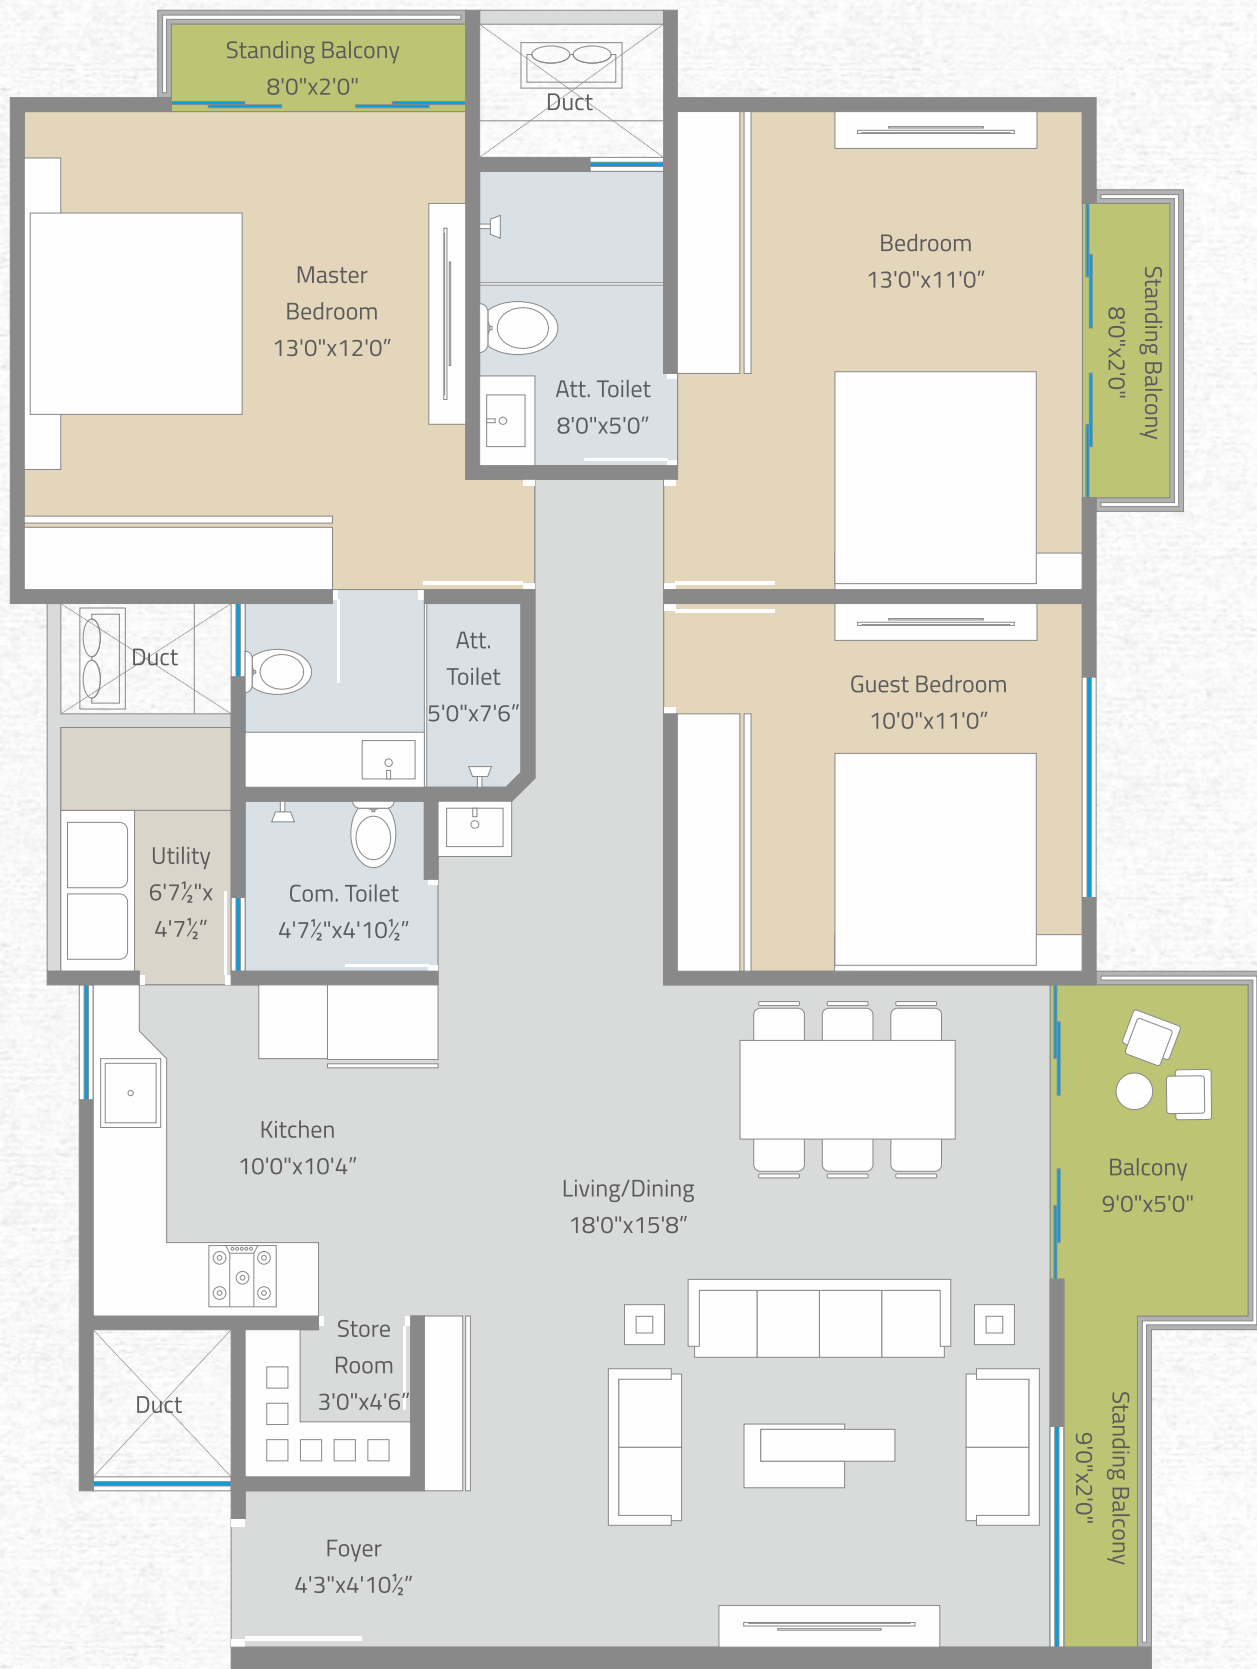 Standing Balcony
8'0"x2'0"
Duct
Master
Bedroom
13'0"x12'0”
Att. Toilet
8'0"x5'0”
Bedroom
13'0"x11'0”
Standing Balcony
8'0"x2'0"
Duct
Att.
Toilet
5'0"x7'6”
Guest Bedroom
10'0"x11'0”
Utility
6'7½"x
4'7½”
Com. Toilet
4'7½"x4'10½”
Kitchen
10'0"x10'4”
Living/Dining
18'0"x15'8”
Balcony
9'0"x5'0"
Store
Room
3'0"x4'6”
Duct
Standing Balcony
9'0"x2'0"
Foyer
4'3"x4'10½”